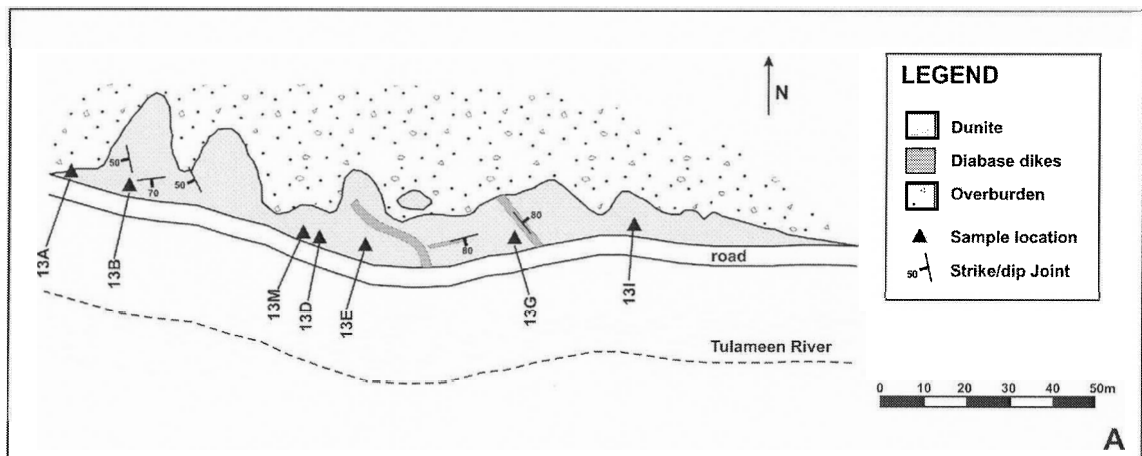 N
50
70
50
80
80
13A
13B
13M
13D
13E
13G
13I
road
Tulameen River
LEGEND
Dunite
Diabase dikes
Overburden
Sample location
50 Strike/dip Joint
0 10 20 30 40 50m
A